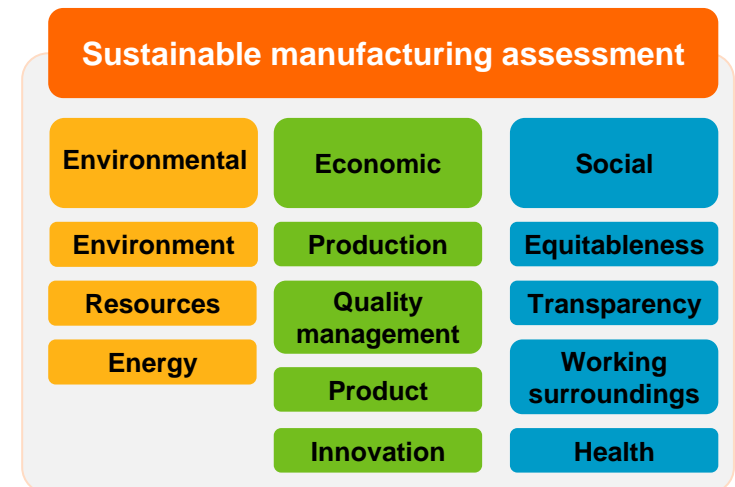 Sustainable manufacturing assessment
Environmental
Economic
Social
Environment
Production
Equitableness
Resources
Quality
management
Transparency
Energy
Product
Working
surroundings
Innovation
Health